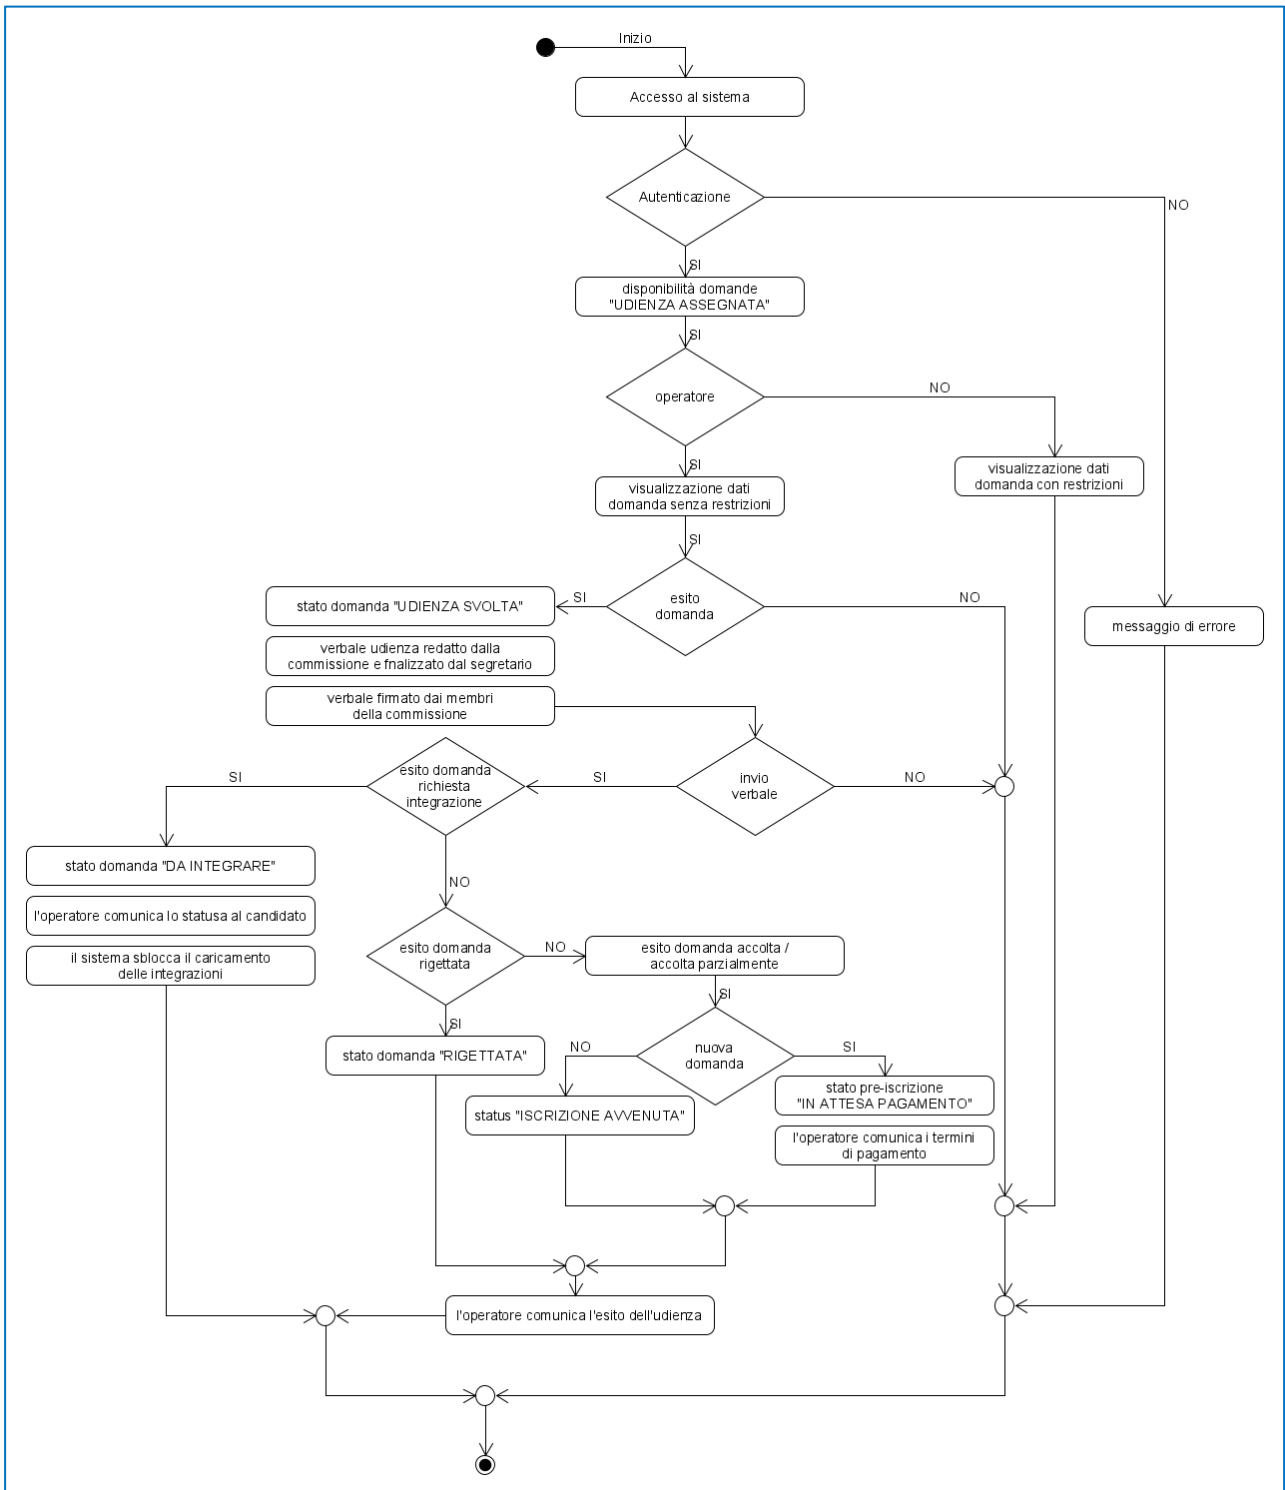 Inizio
Accesso al sistema
Autenticazione
NO
SI
disponibilità domande
"UDIENZA ASSEGNATA"
SI
operatore
NO
SI
visualizzazione dati
domanda con restrizioni
visualizzazione dati
domanda senza restrizioni
SI
esito
domanda
SI
NO
stato domanda "UDIENZA SVOLTA"
messaggio di errore
verbale udienza redatto dalla
commissione e fnalizzato dal segretario
verbale firmato dai membri
della commissione
esito domanda
richiesta
integrazione
SI
SI
invio
verbale
NO
stato domanda "DA INTEGRARE"
NO
l'operatore comunica lo statusa al candidato
esito domanda
rigettata
NO
esito domanda accolta /
accolta parzialmente
il sistema sblocca il caricamento
delle integrazioni
SI
SI
stato domanda "RIGETTATA"
NO
nuova
domanda
SI
stato pre-iscrizione
"IN ATTESA PAGAMENTO"
status "ISCRIZIONE AVVENUTA"
l'operatore comunica i termini
di pagamento
l'operatore comunica l'esito dell'udienza